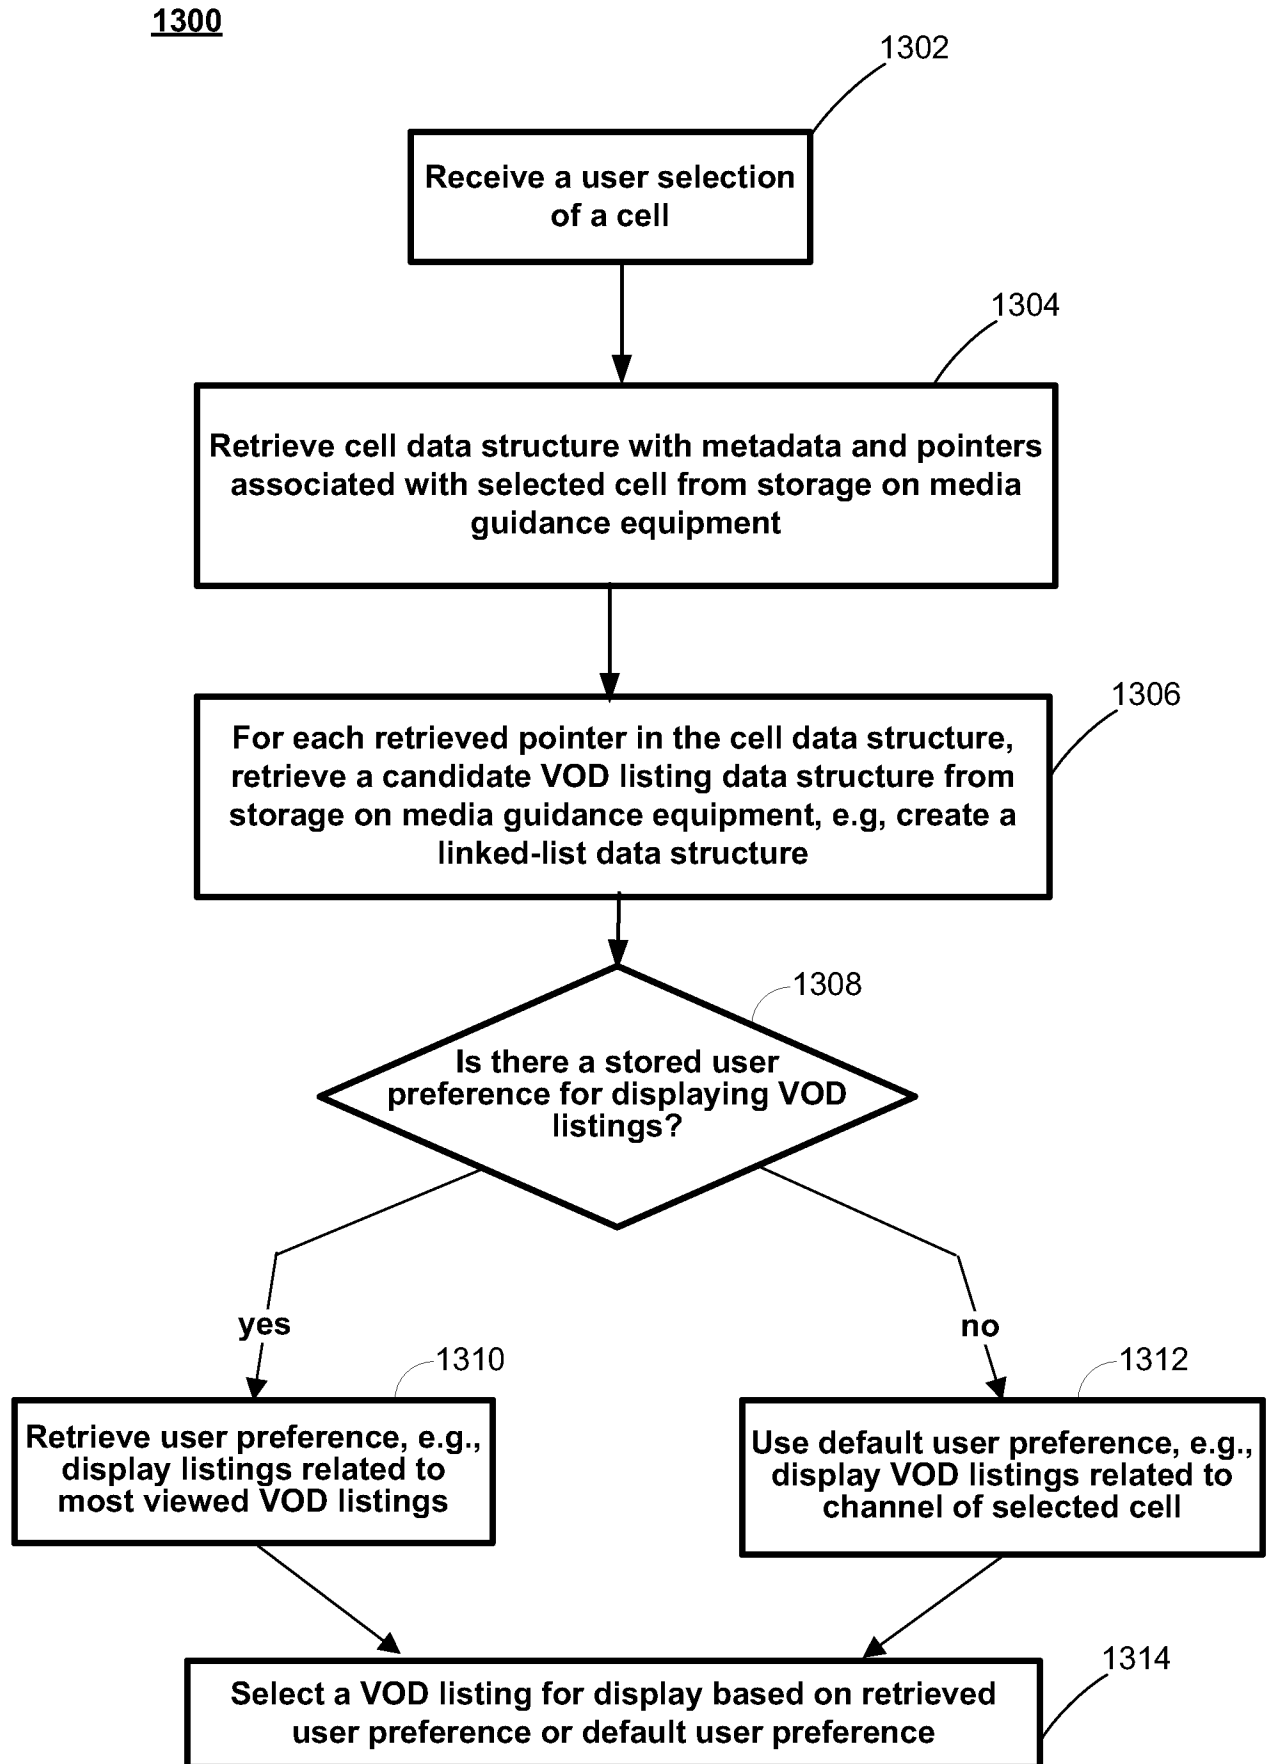 1300
1302
Receive a user selection
of a cell
1304
Retrieve cell data structure with metadata and pointers
associated with selected cell from storage on media
guidance equipment
1306
For each retrieved pointer in the cell data structure,
retrieve a candidate VOD listing data structure from
storage on media guidance equipment, e.g, create a
linked-list data structure
1308
Is there a stored user
preference for displaying VOD
listings?
yes
no
1310
Retrieve user preference, e.g.,
display listings related to
most viewed VOD listings
1312
Use default user preference, e.g.,
display VOD listings related to
channel of selected cell
1314
Select a VOD listing for display based on retrieved
user preference or default user preference